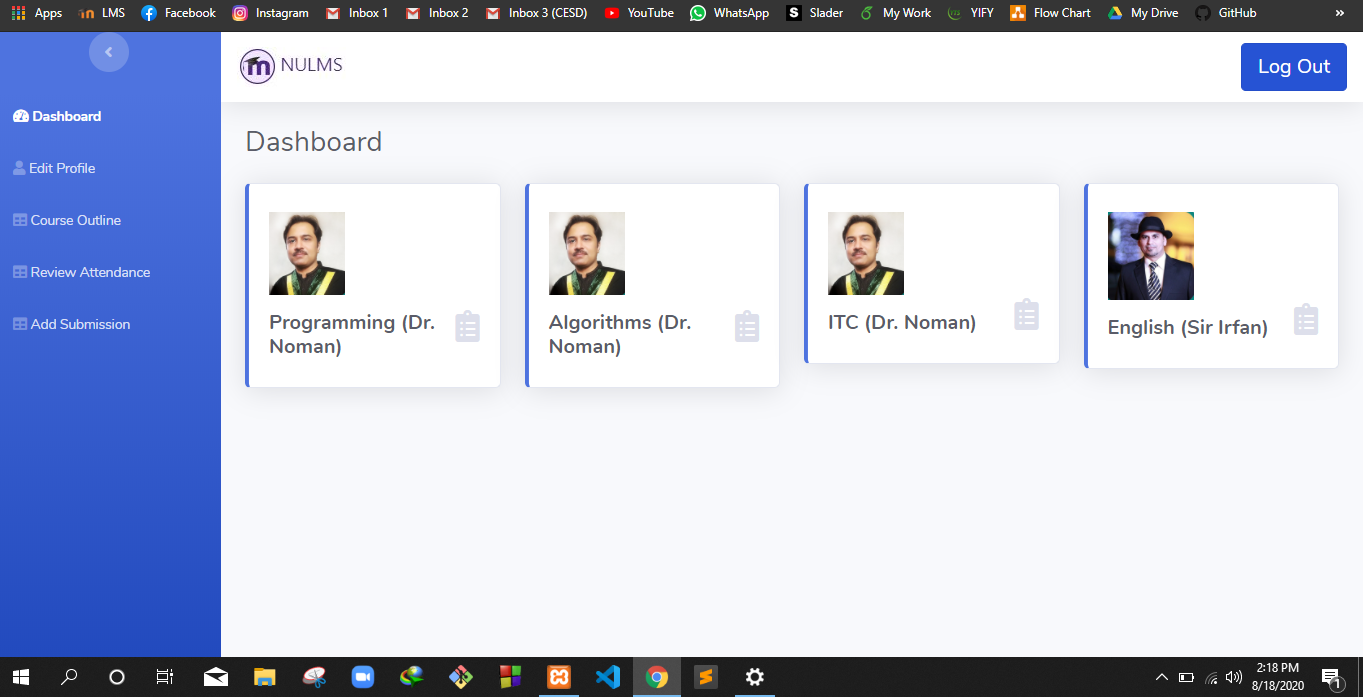 Apps LMS Facebook Instagram Inbox 1 Inbox 2 Inbox 3 (CESD) YouTube WhatsApp S Slader My Work YIFY Flow Chart My Drive GitHub »
m NULMS
Log Out
Dashboard
Edit Profile
Course Outline
Review Attendance
Add Submission
Dashboard
Programming (Dr.
Noman)
Algorithms (Dr.
Noman)
ITC (Dr. Noman)
English (Sir Irfan)
2:18 PM
8/18/2020
1